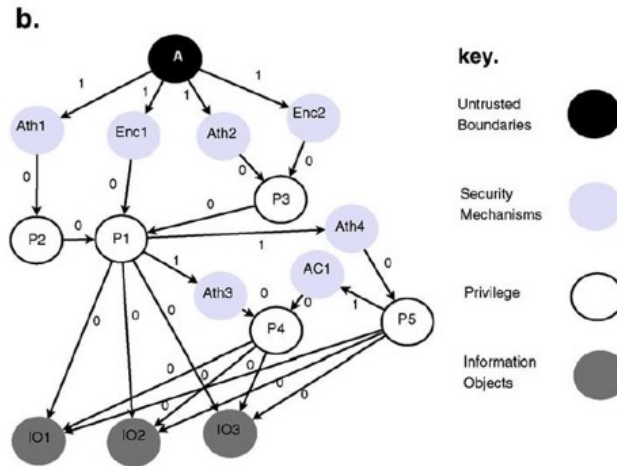 b.
A
key.
1
1
1
1
Untrusted
Boundaries
Ath1
Enc1
Ath2
Enc2
0
0
0
0
Security
Mechanisms
P3
0
P2
0
P1
1
Ath4
0
1
AC1
Ath3
0
0
1
Privilege
0
0
0
P4
P5
0
0
0
0
0
0
Information
Objects
IO1
IO2
IO3